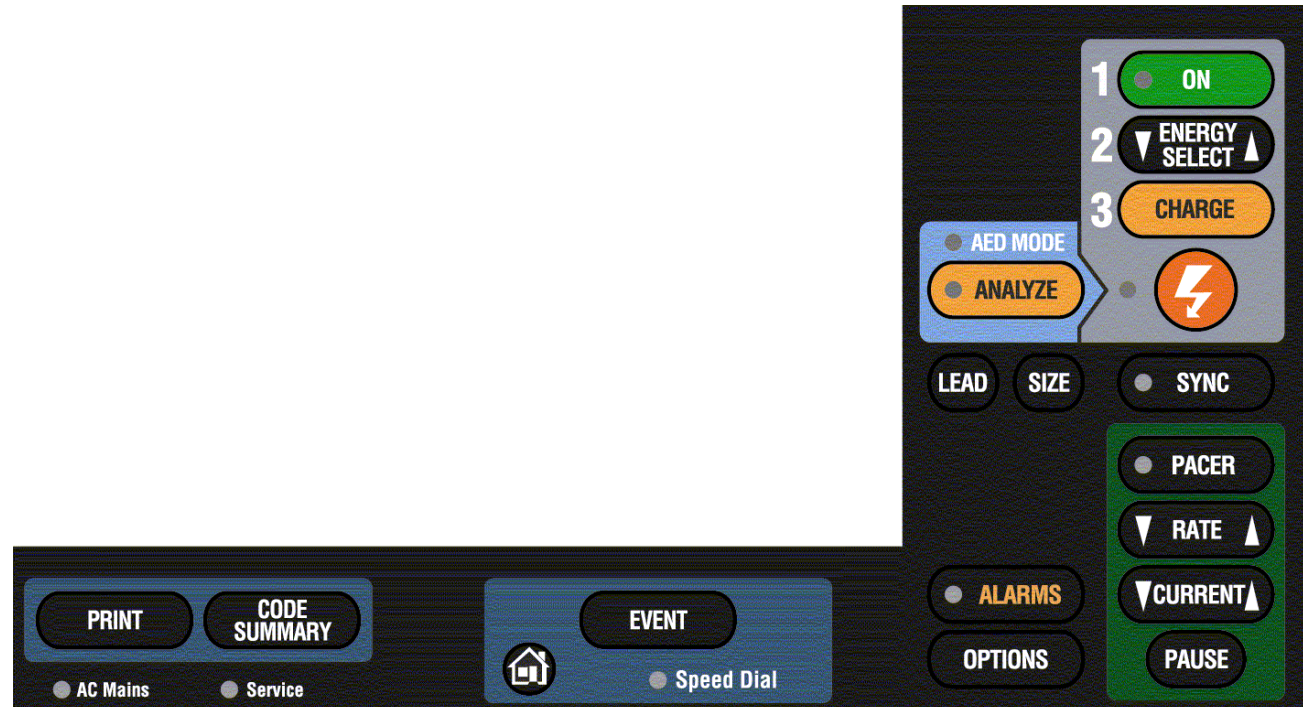 1 ON
2 ENERGY
SELECT
3 CHARGE
AED MODE
ANALYZE
LEAD SIZE SYNC
PACER
RATE
ALARMS CURRENT
OPTIONS PAUSE
PRINT
CODE
SUMMARY
AC Mains Service
EVENT
Speed Dial